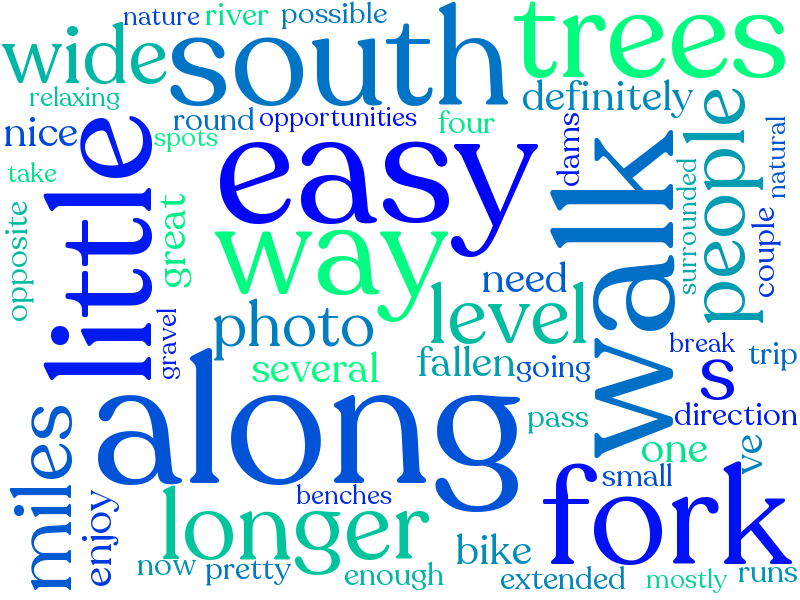 nature
river
possible
wide
south
trees
relaxing
definitely
nice
round
opportunities
four
spots
take
little
easy
dams
walk
people
natural
opposite
great
way
surrounded
couple
need
gravel
photo
level
several
fallen
going
break
trip
s
along
pass
direction
miles
one
ve
enjoy
longer
benches
small
fork
now
pretty
enough
bike
extended
mostly
runs